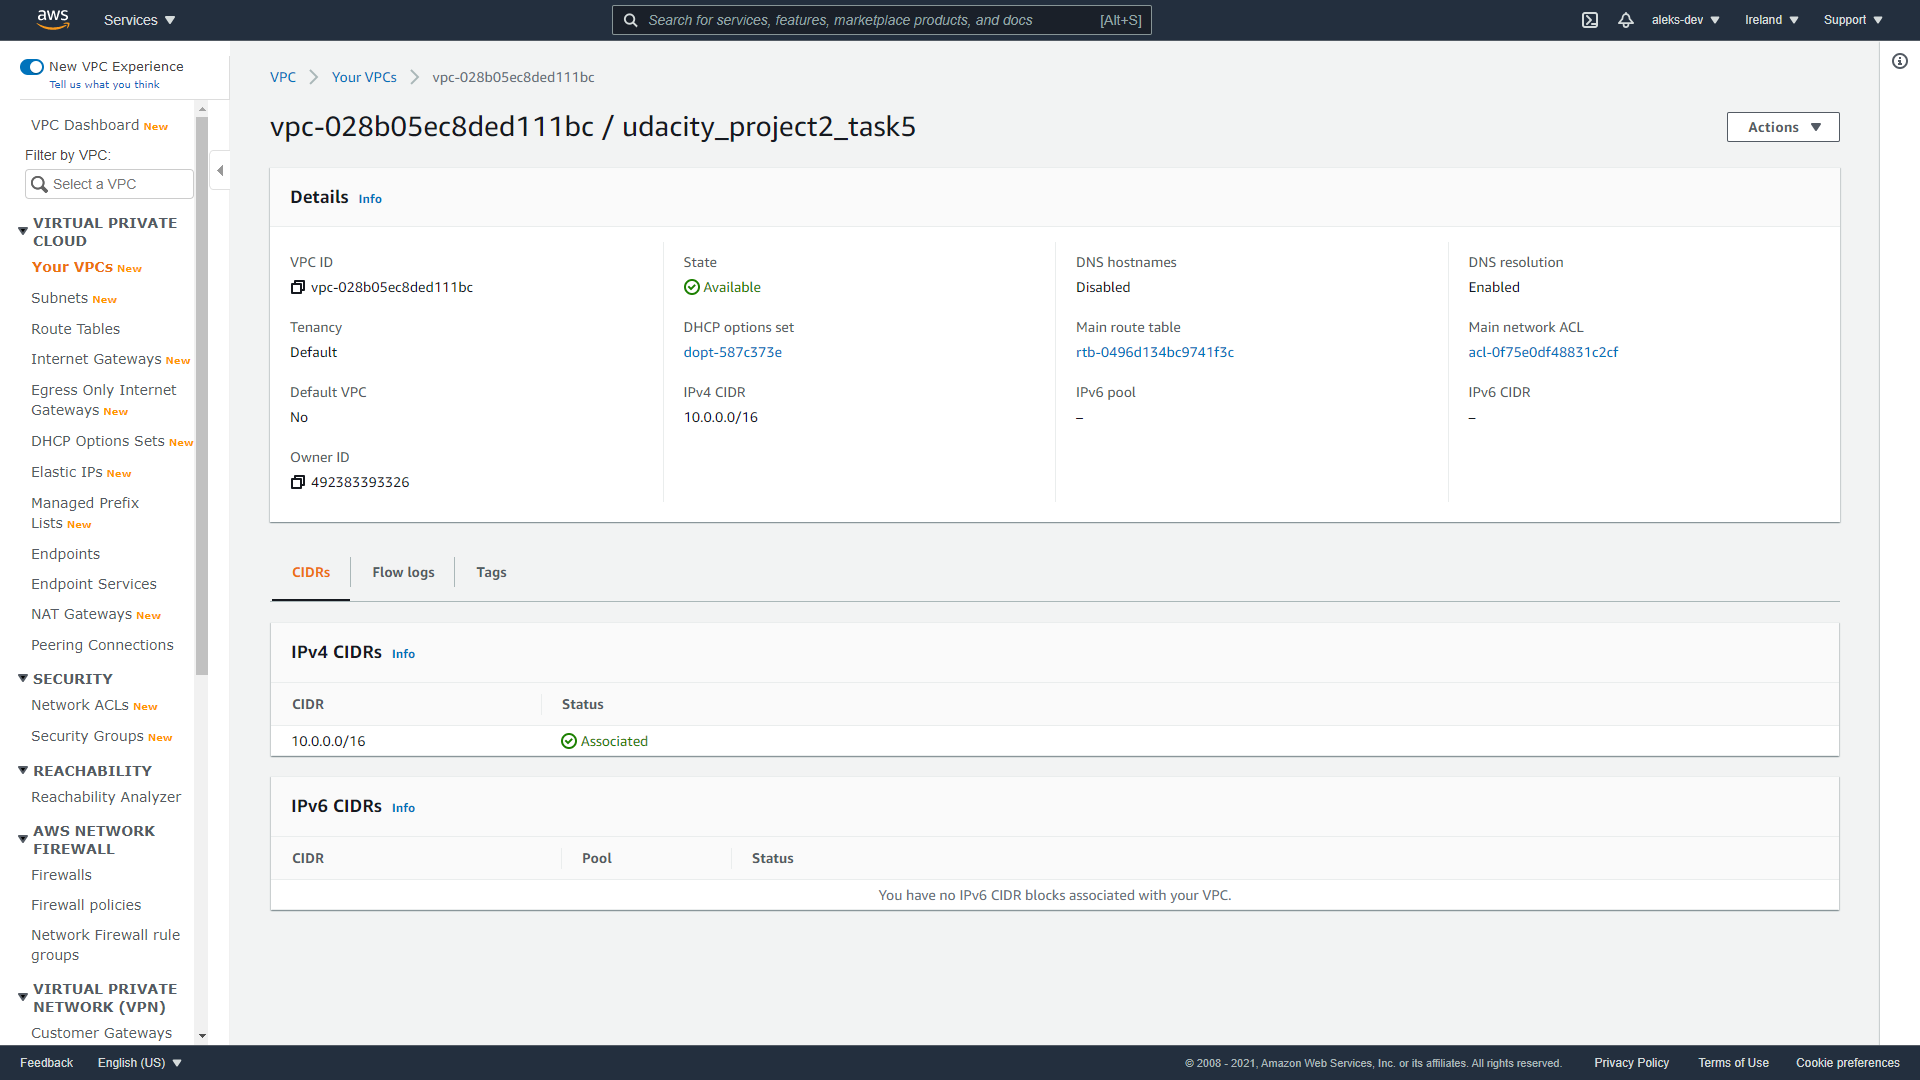 aws
Services
Search for services, features, marketplace products, and docs [Alt+S]
aleks-dev
Ireland
Support
New VPC Experience
Tell us what you think
VPC Dashboard New
Filter by VPC:
Select a VPC
VIRTUAL PRIVATE
CLOUD
Your VPCs New
Subnets New
Route Tables
Internet Gateways New
Egress Only Internet
Gateways New
DHCP Options Sets New
Elastic IPs New
Managed Prefix
Lists New
Endpoints
Endpoint Services
NAT Gateways New
Peering Connections
SECURITY
Network ACLs New
Security Groups New
REACHABILITY
Reachability Analyzer
AWS NETWORK
FIREWALL
Firewalls
Firewall policies
Network Firewall rule
groups
VIRTUAL PRIVATE
NETWORK (VPN)
Customer Gateways
VPC
Your VPCs
vpc-028b05ec8ded111bc
vpc-028b05ec8ded111bc / udacity_project2_task5
Actions
Details Info
VPC ID
vpc-028b05ec8ded111bc
State
Available
DNS hostnames
Disabled
DNS resolution
Enabled
Tenancy
Default
DHCP options set
dopt-587c373e
Main route table
rtb-0496d134bc9741f3c
Main network ACL
acl-0f75e0df48831c2cf
Default VPC
No
IPv4 CIDR
10.0.0.0/16
IPv6 pool
–
IPv6 CIDR
–
Owner ID
492383393326
CIDRs
Flow logs
Tags
IPv4 CIDRs Info
CIDR Status
10.0.0.0/16 Associated
IPv6 CIDRs Info
CIDR Pool Status
You have no IPv6 CIDR blocks associated with your VPC.
Feedback
English (US)
© 2008 - 2021, Amazon Web Services, Inc. or its affiliates. All rights reserved.
Privacy Policy
Terms of Use
Cookie preferences